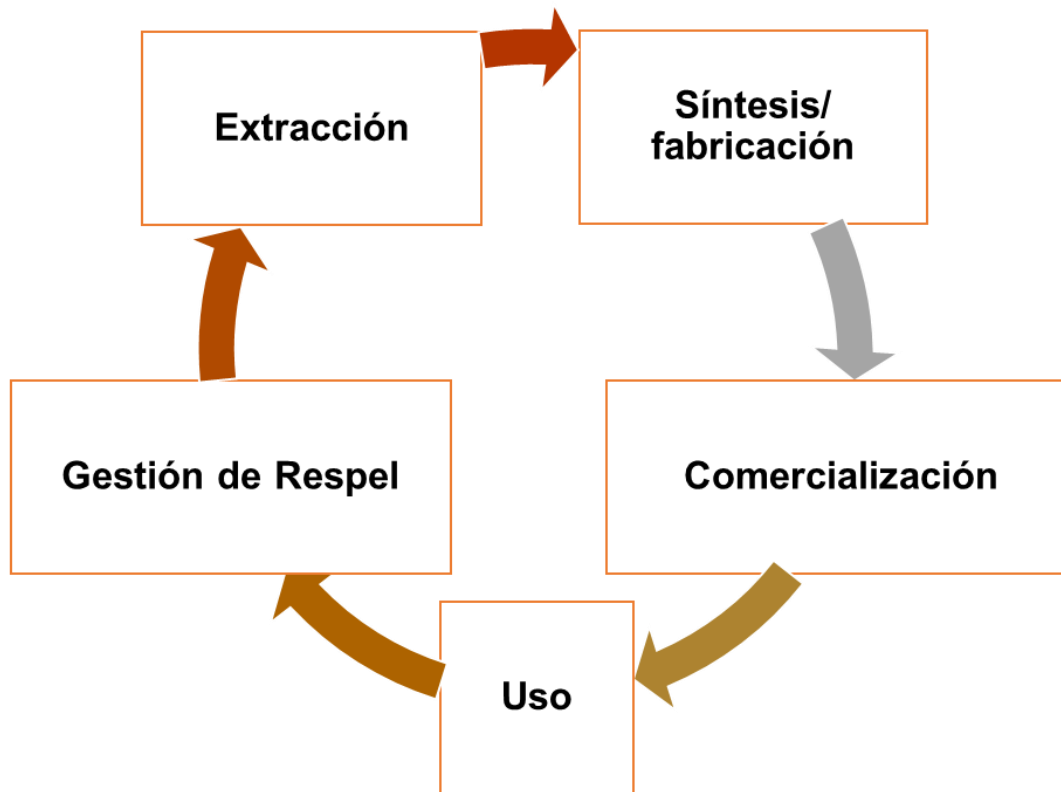 Extracción
Síntesis/
fabricación
Comercialización
Uso
Gestión de Respel